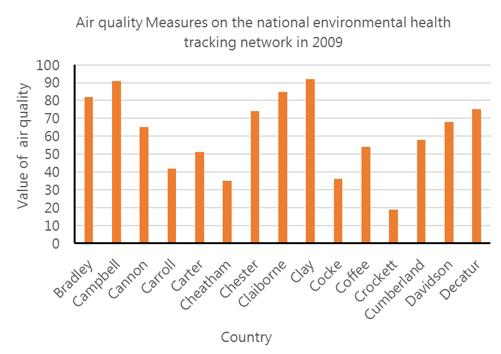 Air quality Measures on the national environmental health
tracking network in 2009
Value of air quality
100
90
80
70
60
50
40
30
20
10
0
Bradley
Campbell
Cannon
Carroll
Carter
Cheatham
Chester
Claiborne
Clay
Cocke
Coffee
Crockett
Cumberland
Davidson
Decatur
Country